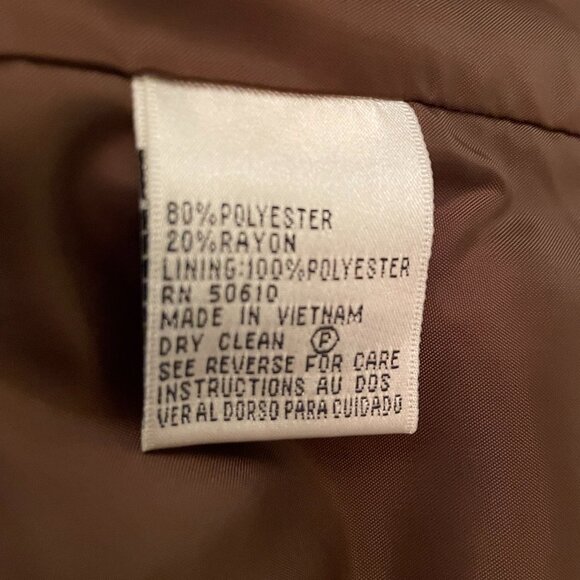 80%POLYESTER
20%RAYON
LINING:100%POLYESTER
RN 50610
MADE IN VIETNAM
DRY CLEAN Ⓟ
SEE REVERSE FOR CARE
INSTRUCTIONS AU DOS
VER AL DORSO PARA CUIDADO